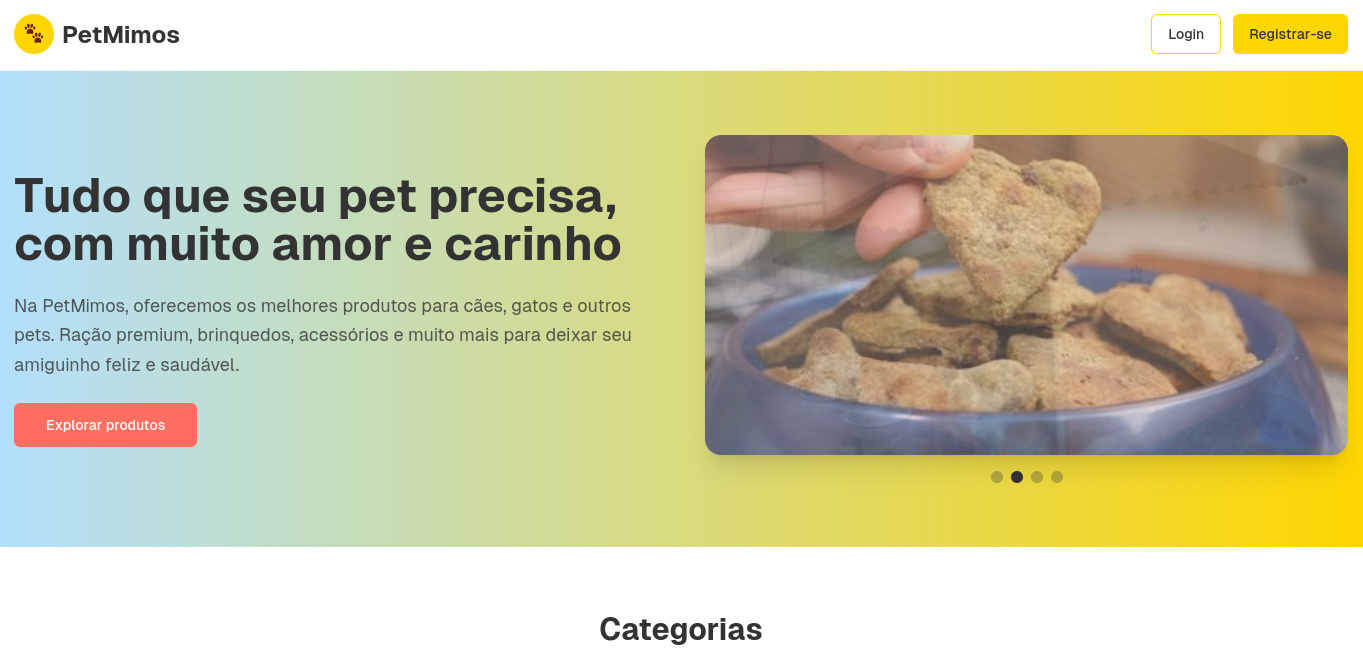 PetMimos
Login
Registrar-se
Tudo que seu pet precisa,
com muito amor e carinho
Na PetMimos, oferecemos os melhores produtos para cães, gatos e outros
pets. Ração premium, brinquedos, acessórios e muito mais para deixar seu
amiguinho feliz e saudável.
Explorar produtos
Categorias